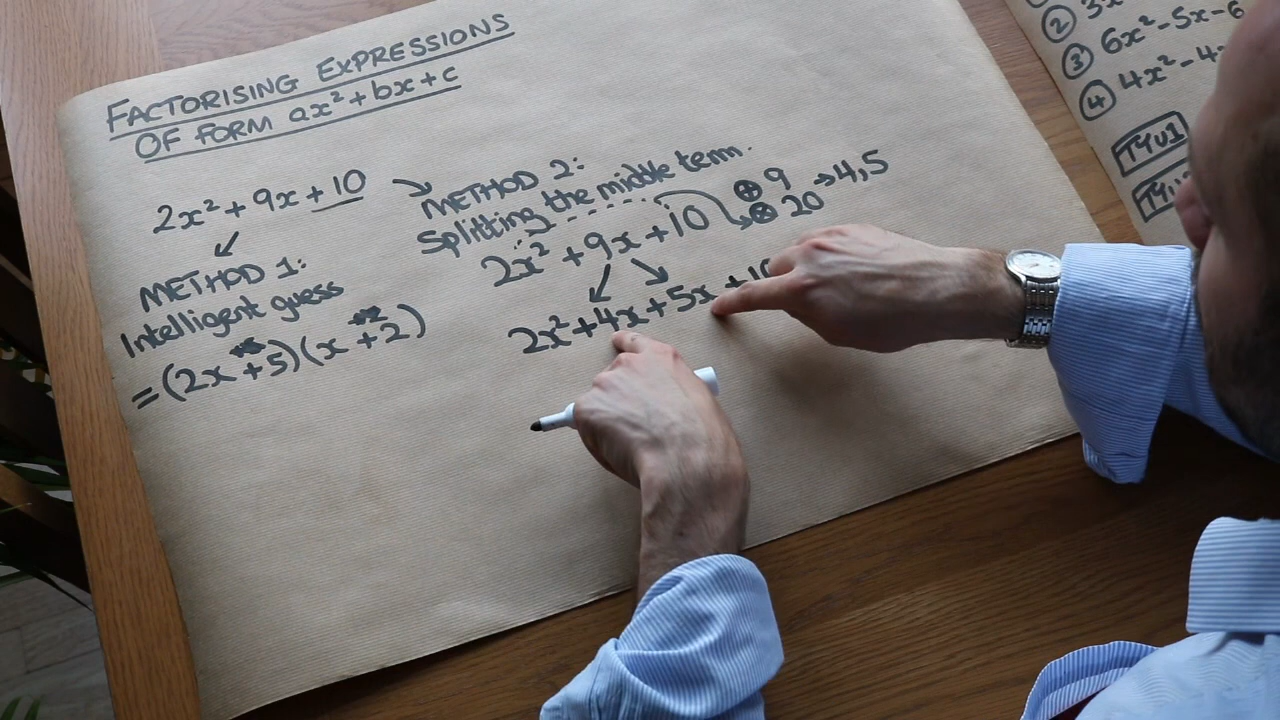 FACTORISING EXPRESSIONS
OF FORM ax² + bx + c
2x² + 9x + 10
METHOD 1:
Intelligent guess
= (2x + 5)(x + 2)
METHOD 2:
Splitting the middle term.
2x² + 9x + 10
⊕ 9
⊗ 20 → 4,5
2x² + 4x + 5x + 10
②
③ 6x² - 5x - 6
④ 4x² - 4
TYU1